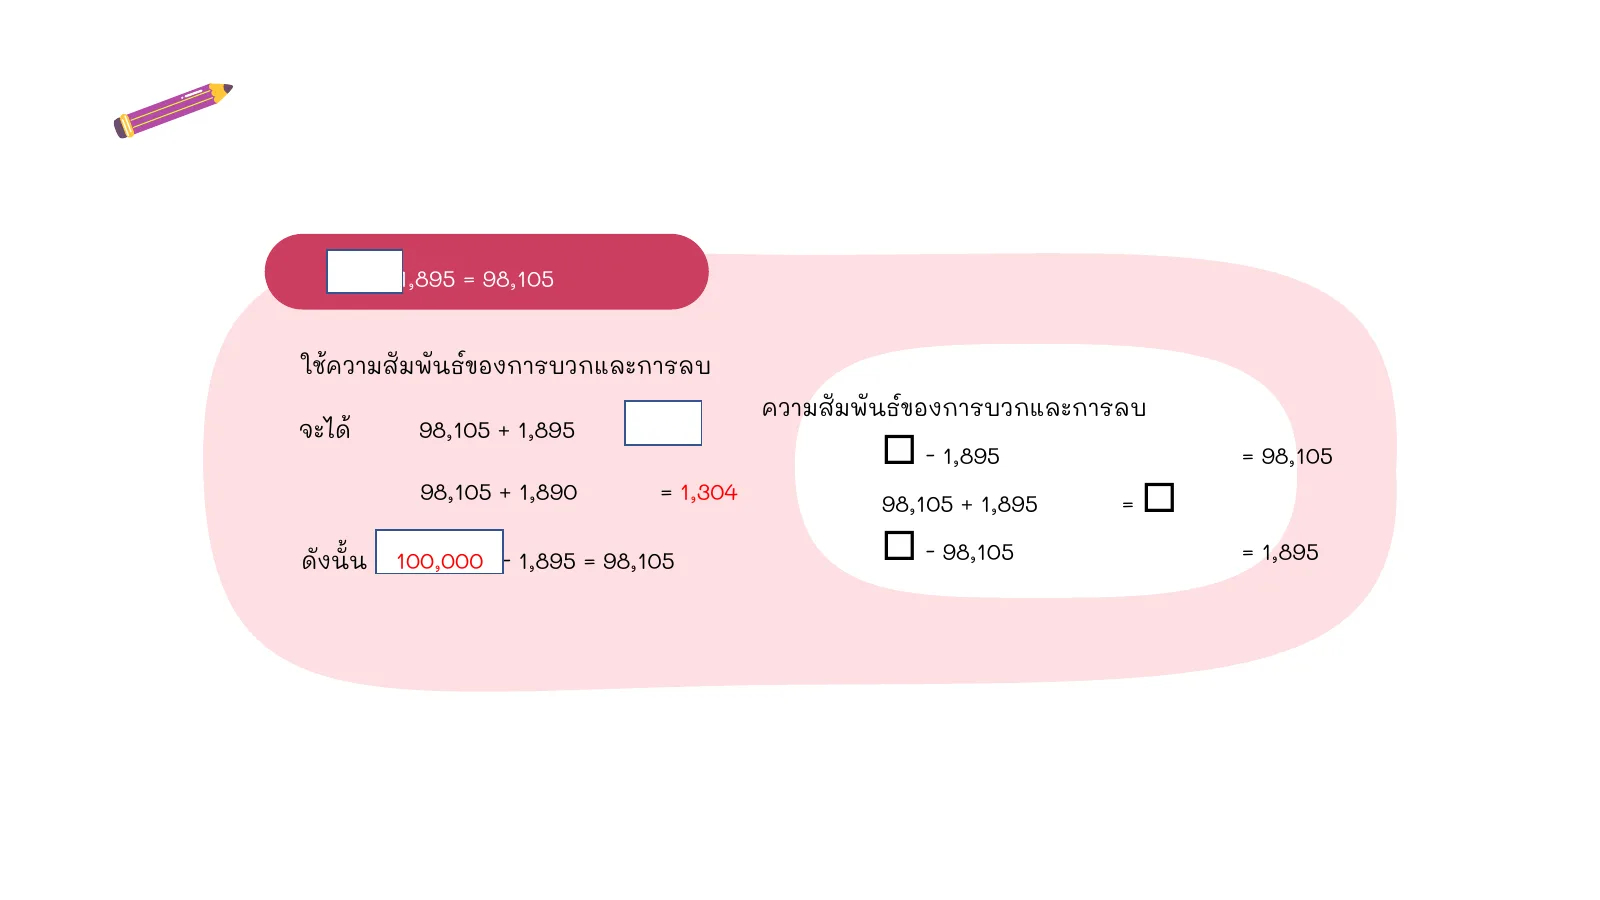 1,895 = 98,105
ใช้ความสัมพันธ์ของการบวกและการลบ
จะได้ 98,105 + 1,895
98,105 + 1,890 = 1,304
ดังนั้น 100,000 - 1,895 = 98,105
ความสัมพันธ์ของการบวกและการลบ
□ - 1,895 = 98,105
98,105 + 1,895 = □
□ - 98,105 = 1,895